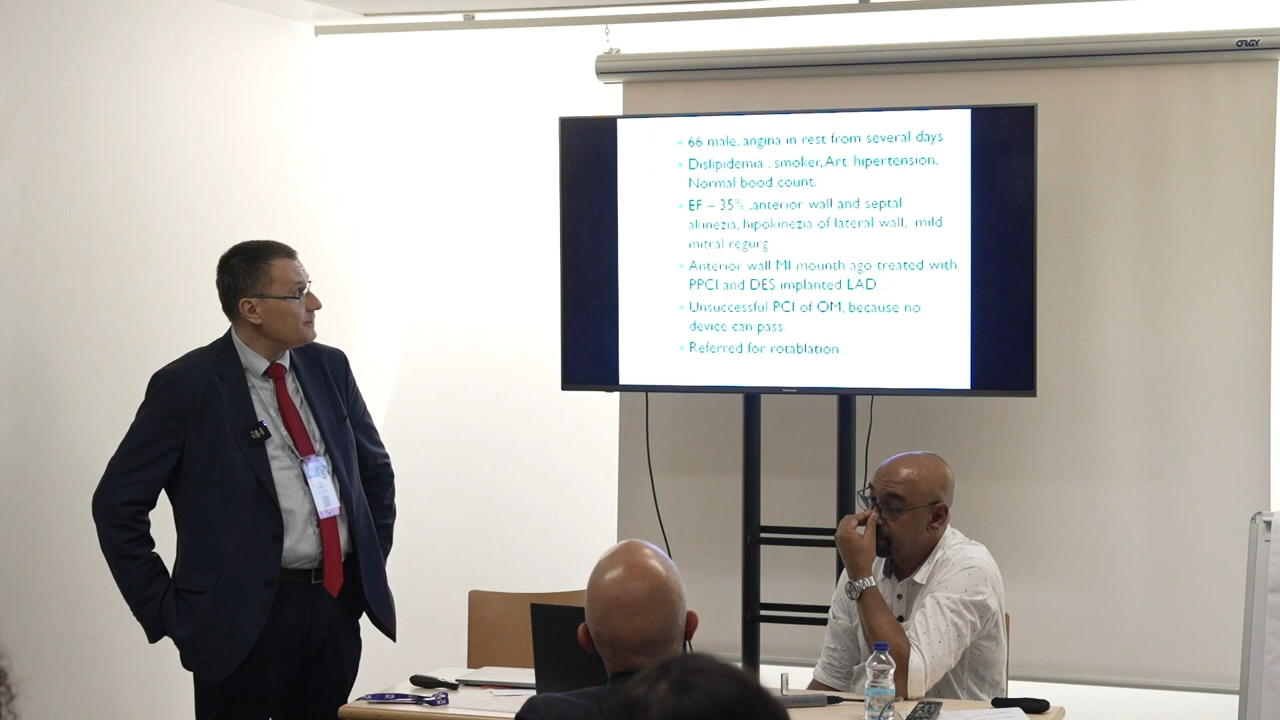 ORAY
66 male, angina in rest from several days
Dislipidemia , smoker, Art. hipertension.
Normal bood count.
EF – 35% ,anterior wall and septal
akinezia, hipokinezia of lateral wall, mild
mitral regurg.
Anterior wall MI mounth ago treated with
PPCI and DES implanted LAD .
Unsuccessful PCI of OM, because no
device can pass.
Referred for rotablation